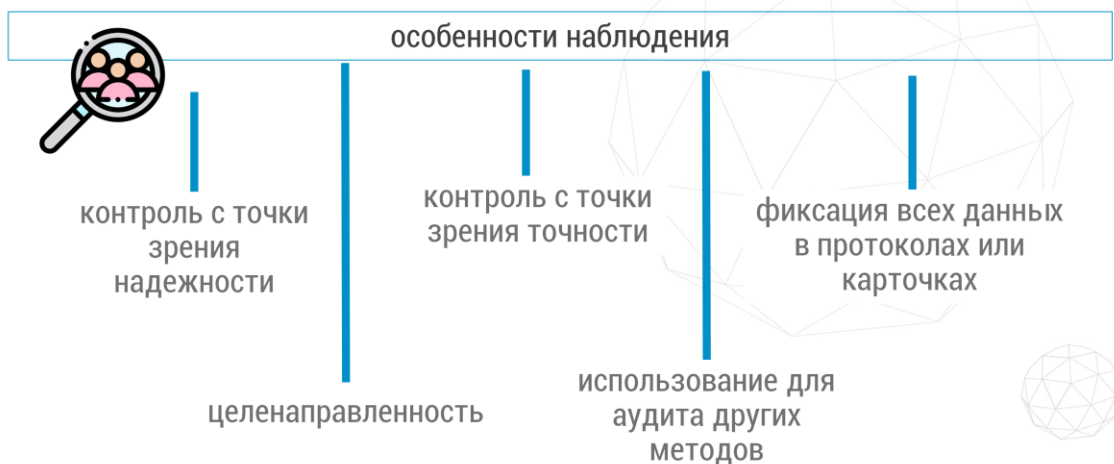 особенности наблюдения
контроль с точки
зрения
надежности
целенаправленность
контроль с точки
зрения точности
использование для
аудита других
методов
фиксация всех данных
в протоколах или
карточках